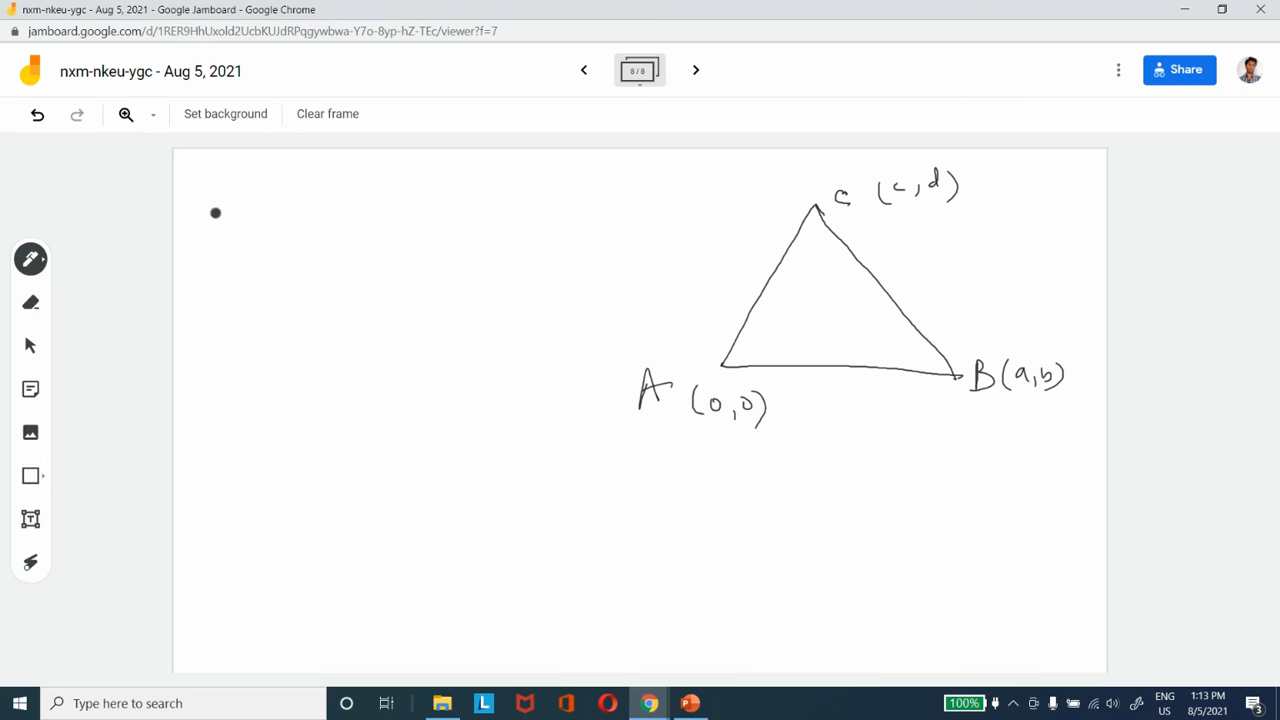 nxm-nkeu-ygc - Aug 5, 2021 - Google Jamboard - Google Chrome
jamboard.google.com/d/1RER9HhUxold2UcbKUJdRPqgywbwa-Y7o-8yp-hZ-TEc/viewer?f=7
nxm-nkeu-ygc - Aug 5, 2021
8 / 8
Share
Set background
Clear frame
C (c,d)
A (0,0)
B(a,b)
Type here to search
L
100%
ENG
US
1:13 PM
8/5/2021
3